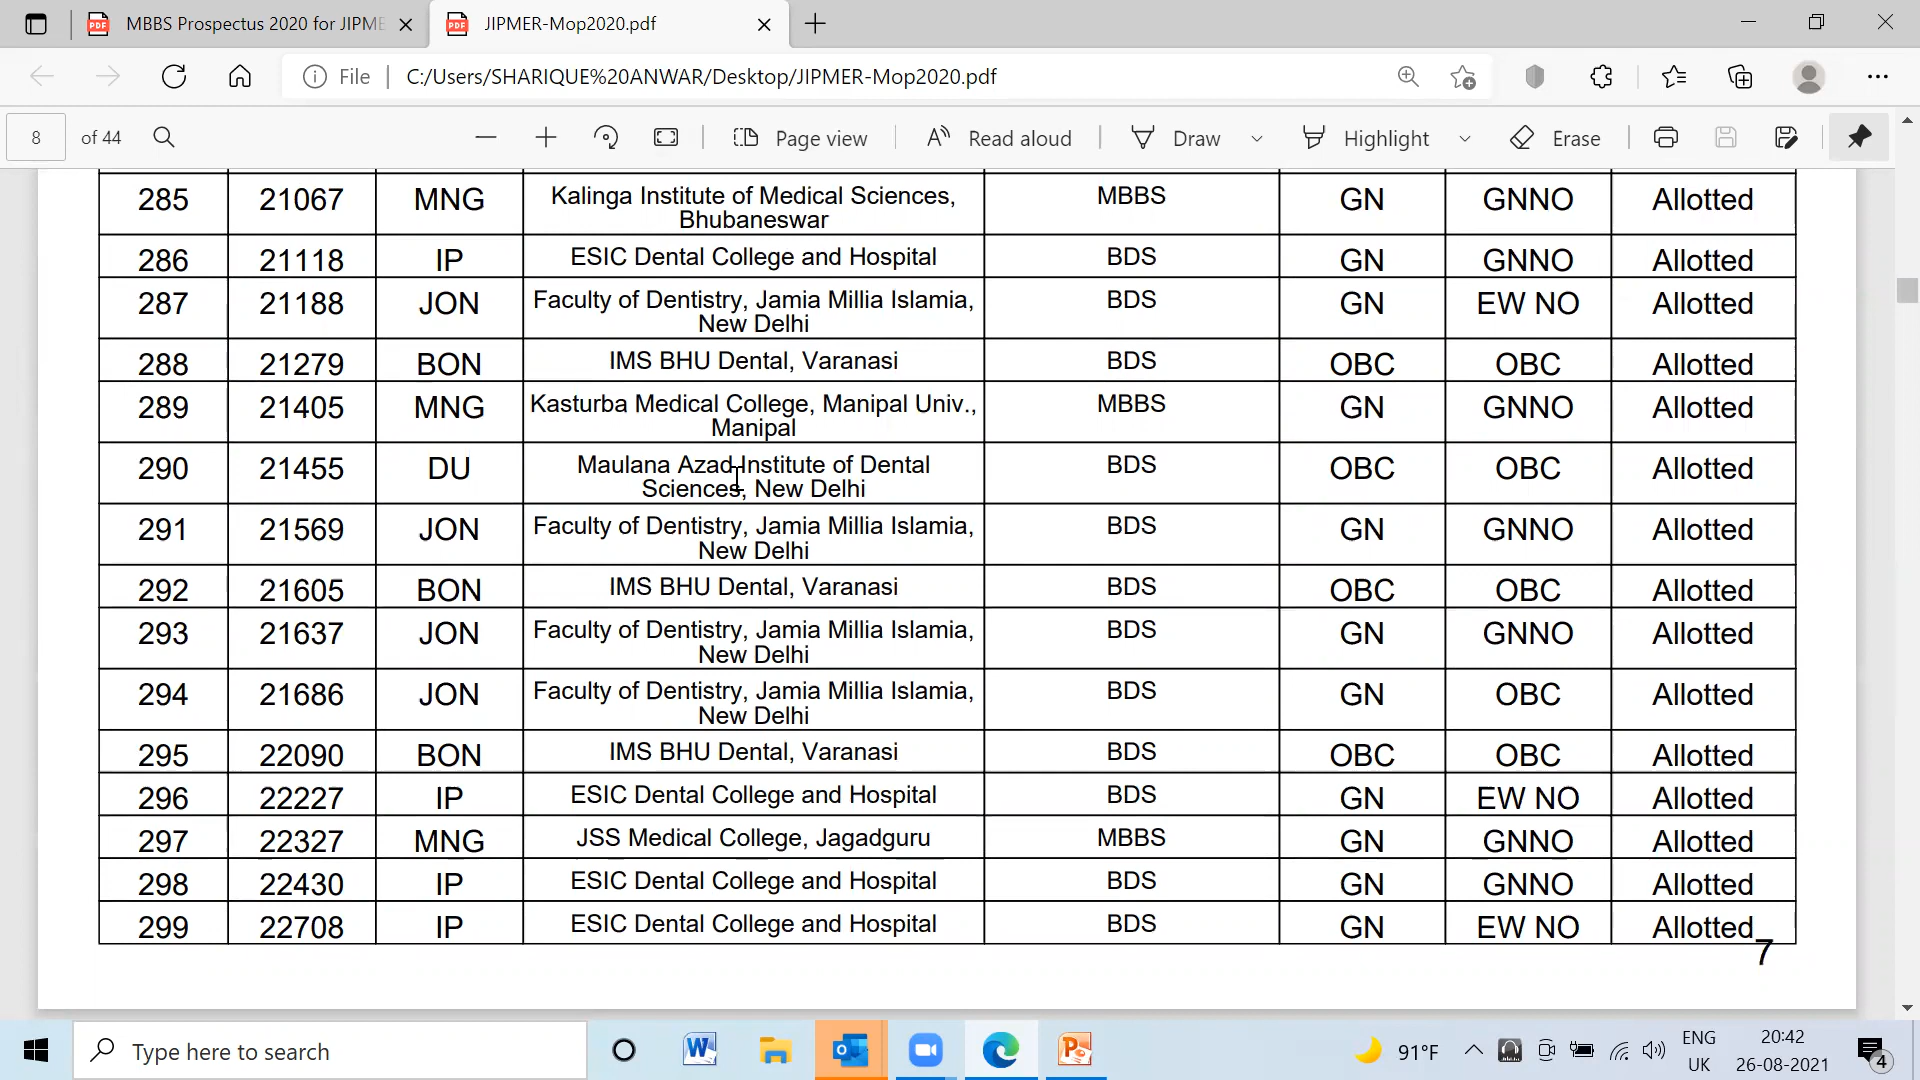 MBBS Prospectus 2020 for JIPME
JIPMER-Mop2020.pdf
File
C:/Users/SHARIQUE%20ANWAR/Desktop/JIPMER-Mop2020.pdf
8 of 44
Page view
Read aloud
Draw
Highlight
Erase
285 21067 MNG Kalinga Institute of Medical Sciences, MBBS GN GNNO Allotted
Bhubaneswar
286 21118 IP ESIC Dental College and Hospital BDS GN GNNO Allotted
287 21188 JON Faculty of Dentistry, Jamia Millia Islamia, BDS GN EW NO Allotted
New Delhi
288 21279 BON IMS BHU Dental, Varanasi BDS OBC OBC Allotted
289 21405 MNG Kasturba Medical College, Manipal Univ., MBBS GN GNNO Allotted
Manipal
290 21455 DU Maulana Azad Institute of Dental BDS OBC OBC Allotted
Sciences, New Delhi
291 21569 JON Faculty of Dentistry, Jamia Millia Islamia, BDS GN GNNO Allotted
New Delhi
292 21605 BON IMS BHU Dental, Varanasi BDS OBC OBC Allotted
293 21637 JON Faculty of Dentistry, Jamia Millia Islamia, BDS GN GNNO Allotted
New Delhi
294 21686 JON Faculty of Dentistry, Jamia Millia Islamia, BDS GN OBC Allotted
New Delhi
295 22090 BON IMS BHU Dental, Varanasi BDS OBC OBC Allotted
296 22227 IP ESIC Dental College and Hospital BDS GN EW NO Allotted
297 22327 MNG JSS Medical College, Jagadguru MBBS GN GNNO Allotted
298 22430 IP ESIC Dental College and Hospital BDS GN GNNO Allotted
299 22708 IP ESIC Dental College and Hospital BDS GN EW NO Allotted
7
Type here to search
91°F
ENG
UK
20:42
26-08-2021
4